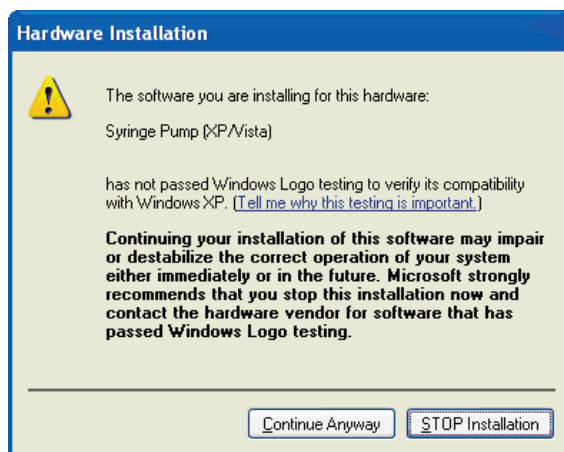 Hardware Installation
The software you are installing for this hardware:
Syringe Pump (XP/Vista)
has not passed Windows Logo testing to verify its compatibility
with Windows XP. (Tell me why this testing is important.)
Continuing your installation of this software may impair
or destabilize the correct operation of your system
either immediately or in the future. Microsoft strongly
recommends that you stop this installation now and
contact the hardware vendor for software that has
passed Windows Logo testing.
Continue Anyway
STOP Installation